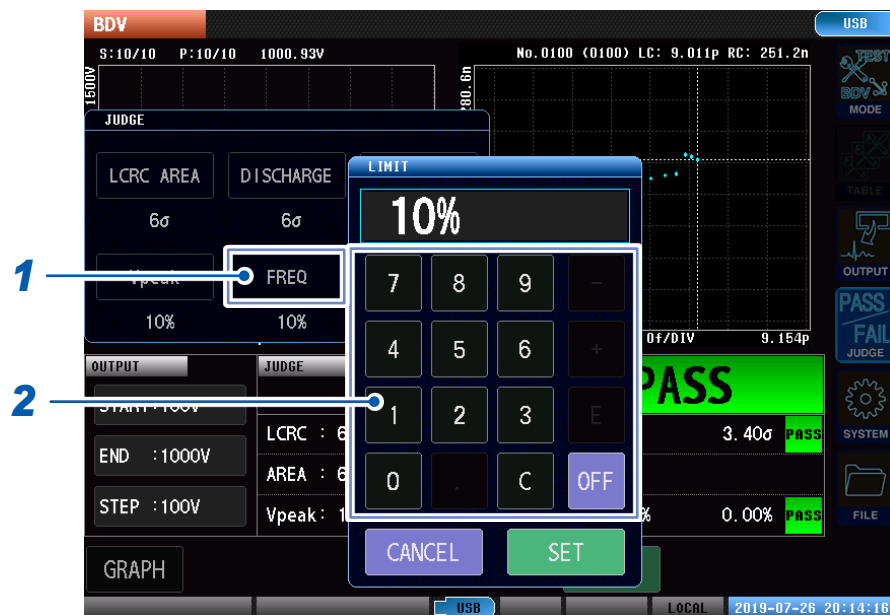 BDV
USB
S:10/10 P:10/10 1000.93V
No.0100 (0100) LC: 9.011p RC: 251.2n
1500V
280.6n
TEST
BDV
MODE
JUDGE
LIMIT
LCRC AREA
DISCHARGE
10%
TABLE
6σ
6σ
1
Vpeak
FREQ
7
8
9
-
OUTPUT
10%
10%
4
5
6
+
0f/DIV
9.154p
PASS
FAIL
JUDGE
OUTPUT
JUDGE
PASS
2
START:100V
1
2
3
E
LCRC : 6
3.40σ PASS
SYSTEM
END :1000V
AREA : 6
0
.
C
OFF
STEP :100V
Vpeak: 1
%
0.00% PASS
FILE
GRAPH
CANCEL
SET
USB
LOCAL
2019-07-26 20:14:16